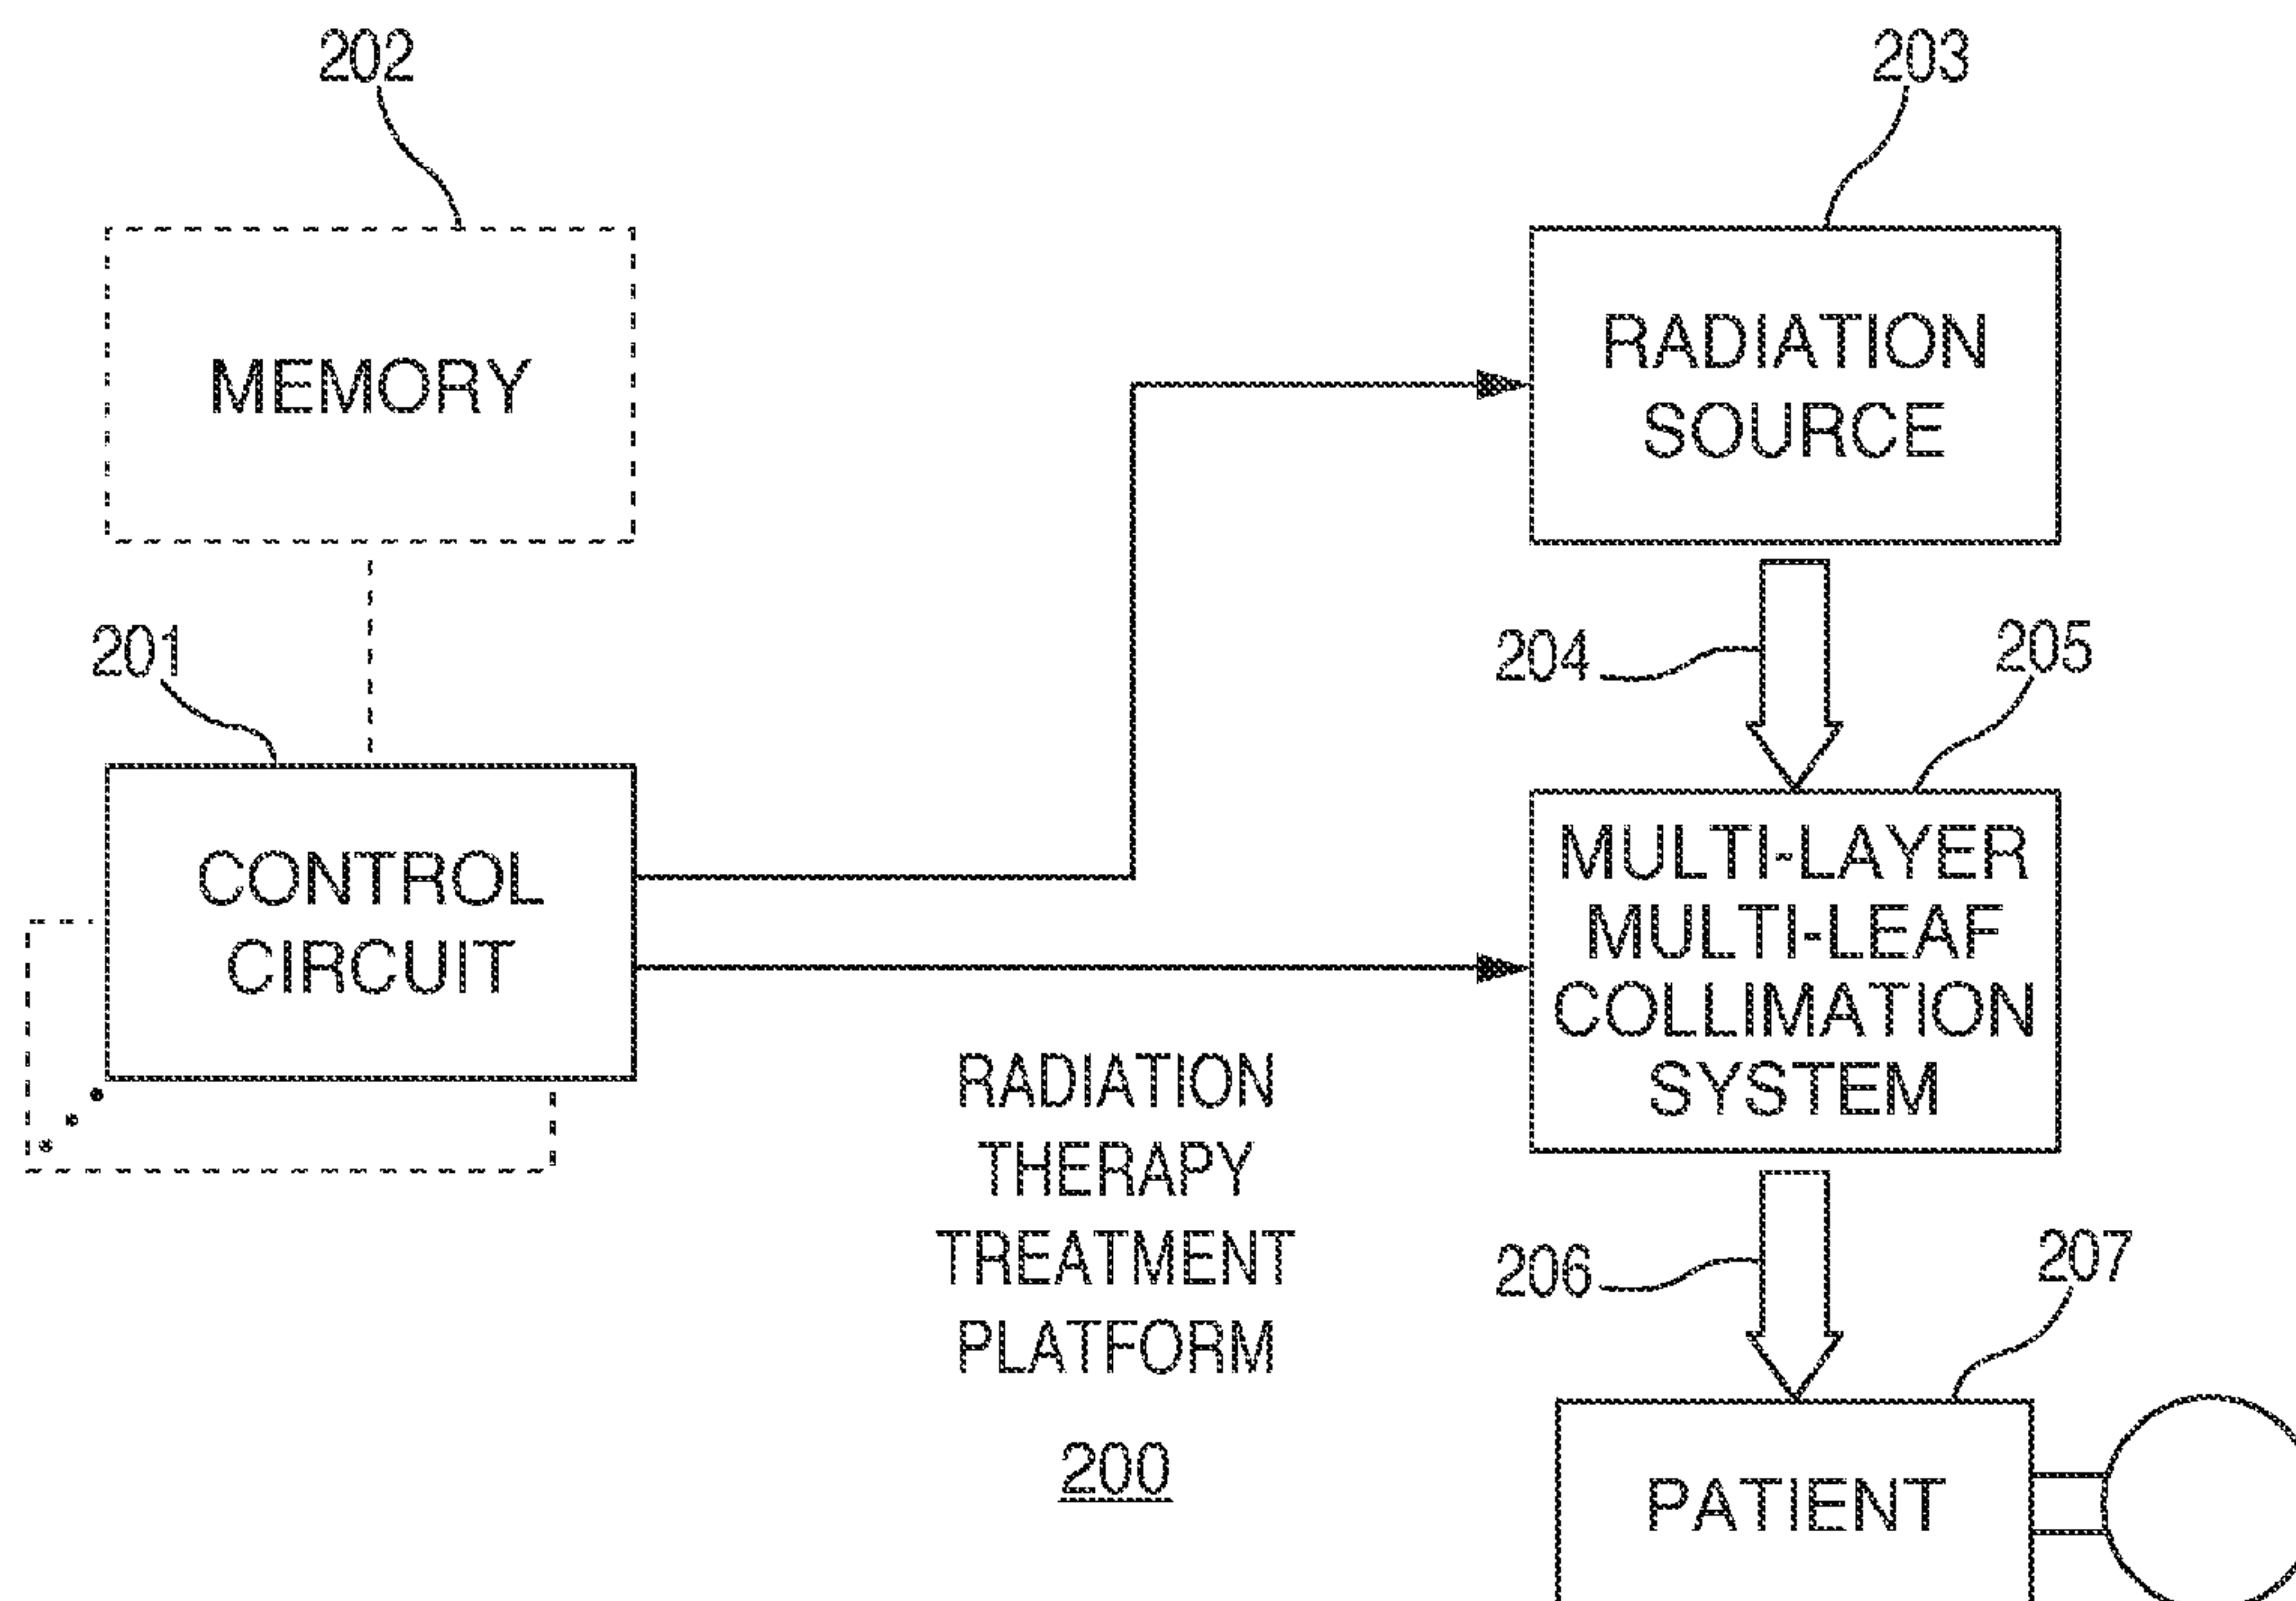 202
203
MEMORY
RADIATION
SOURCE
201
204
205
CONTROL
CIRCUIT
MULTI-LAYER
MULTI-LEAF
COLLIMATION
SYSTEM
RADIATION
THERAPY
TREATMENT
PLATFORM
200
206
207
PATIENT